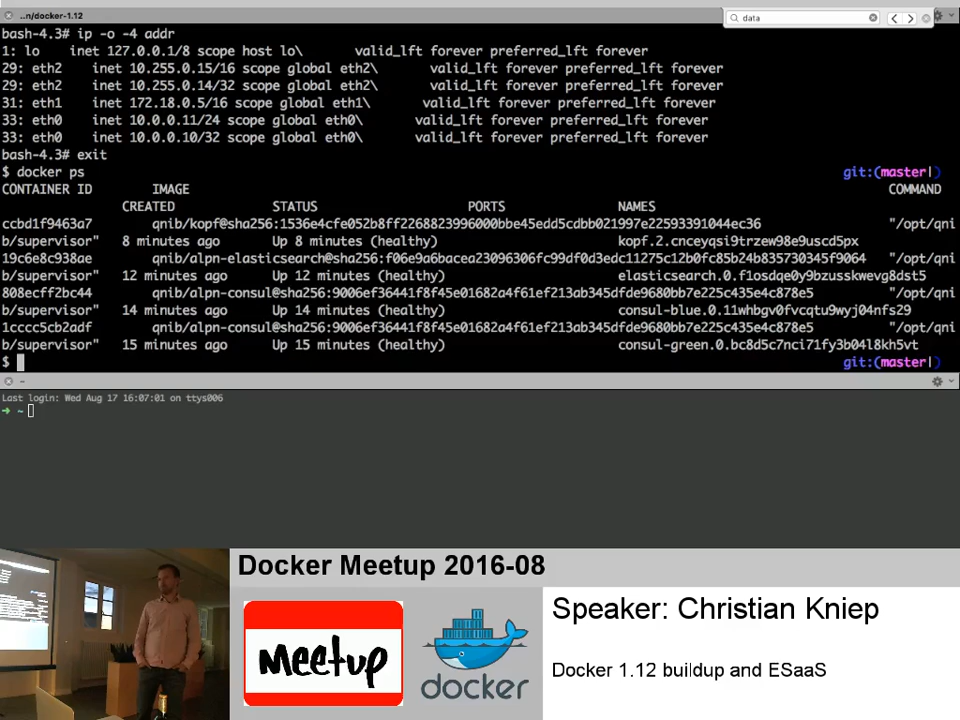 ...n/docker-1.12
data
bash-4.3# ip -o -4 addr
1: lo    inet 127.0.0.1/8 scope host lo\       valid_lft forever preferred_lft forever
29: eth2    inet 10.255.0.15/16 scope global eth2\       valid_lft forever preferred_lft forever
29: eth2    inet 10.255.0.14/32 scope global eth2\       valid_lft forever preferred_lft forever
31: eth1    inet 172.18.0.5/16 scope global eth1\       valid_lft forever preferred_lft forever
33: eth0    inet 10.0.0.11/24 scope global eth0\       valid_lft forever preferred_lft forever
33: eth0    inet 10.0.0.10/32 scope global eth0\       valid_lft forever preferred_lft forever
bash-4.3# exit
$ docker ps git:(master|)
CONTAINER ID        IMAGE        COMMAND
CREATED        STATUS        PORTS        NAMES
ccbd1f9463a7        qnib/kopf@sha256:1536e4cfe052b8ff2268823996000bbe45edd5cdbb021997e22593391044ec36        "/opt/qni
b/supervisor"   8 minutes ago       Up 8 minutes (healthy)        kopf.2.cnceyqsi9trzew98e9uscd5px
19c6e8c938ae        qnib/alpn-elasticsearch@sha256:f06e9a6bacea23096306fc99df0d3edc11275c12b0fc85b24b835730345f9064   "/opt/qni
b/supervisor"   12 minutes ago      Up 12 minutes (healthy)        elasticsearch.0.f1osdqe0y9bzusskwevg8dst5
808ecff2bc44        qnib/alpn-consul@sha256:9006ef36441f8f45e01682a4f61ef213ab345dfde9680bb7e225c435e4c878e5        "/opt/qni
b/supervisor"   14 minutes ago      Up 14 minutes (healthy)        consul-blue.0.11whbgv0fvcqtu9wyj04nfs29
1cccc5cb2adf        qnib/alpn-consul@sha256:9006ef36441f8f45e01682a4f61ef213ab345dfde9680bb7e225c435e4c878e5        "/opt/qni
b/supervisor"   15 minutes ago      Up 15 minutes (healthy)        consul-green.0.bc8d5c7nci71fy3b04l8kh5vt
$ git:(master|)
Last login: Wed Aug 17 16:07:01 on ttys006
➜ ~
Docker Meetup 2016-08
Meetup
docker
Speaker: Christian Kniep
Docker 1.12 buildup and ESaaS